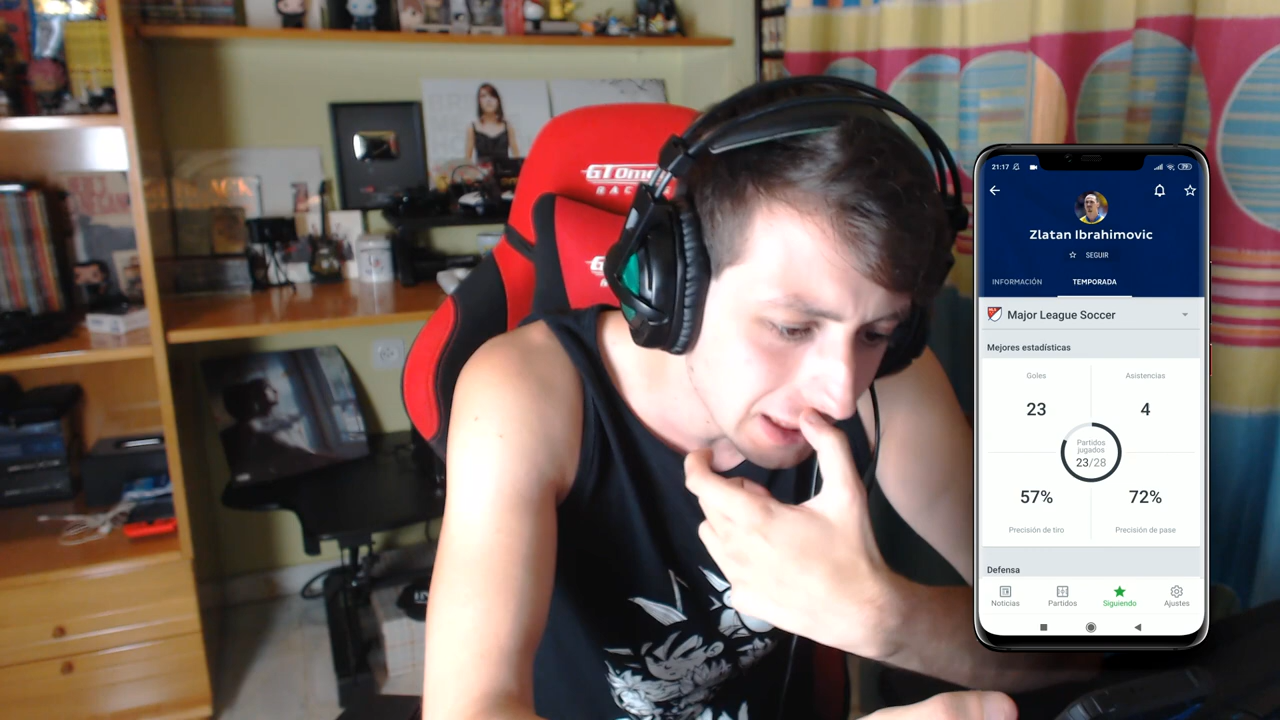 GTOme
RACING
21:17
Zlatan Ibrahimovic
SEGUIR
INFORMACIÓN
TEMPORADA
Major League Soccer
Mejores estadísticas
Goles
Asistencias
23
4
Partidos
jugados
23/28
57%
72%
Precisión de tiro
Precisión de pase
Defensa
Noticias
Partidos
Siguiendo
Ajustes